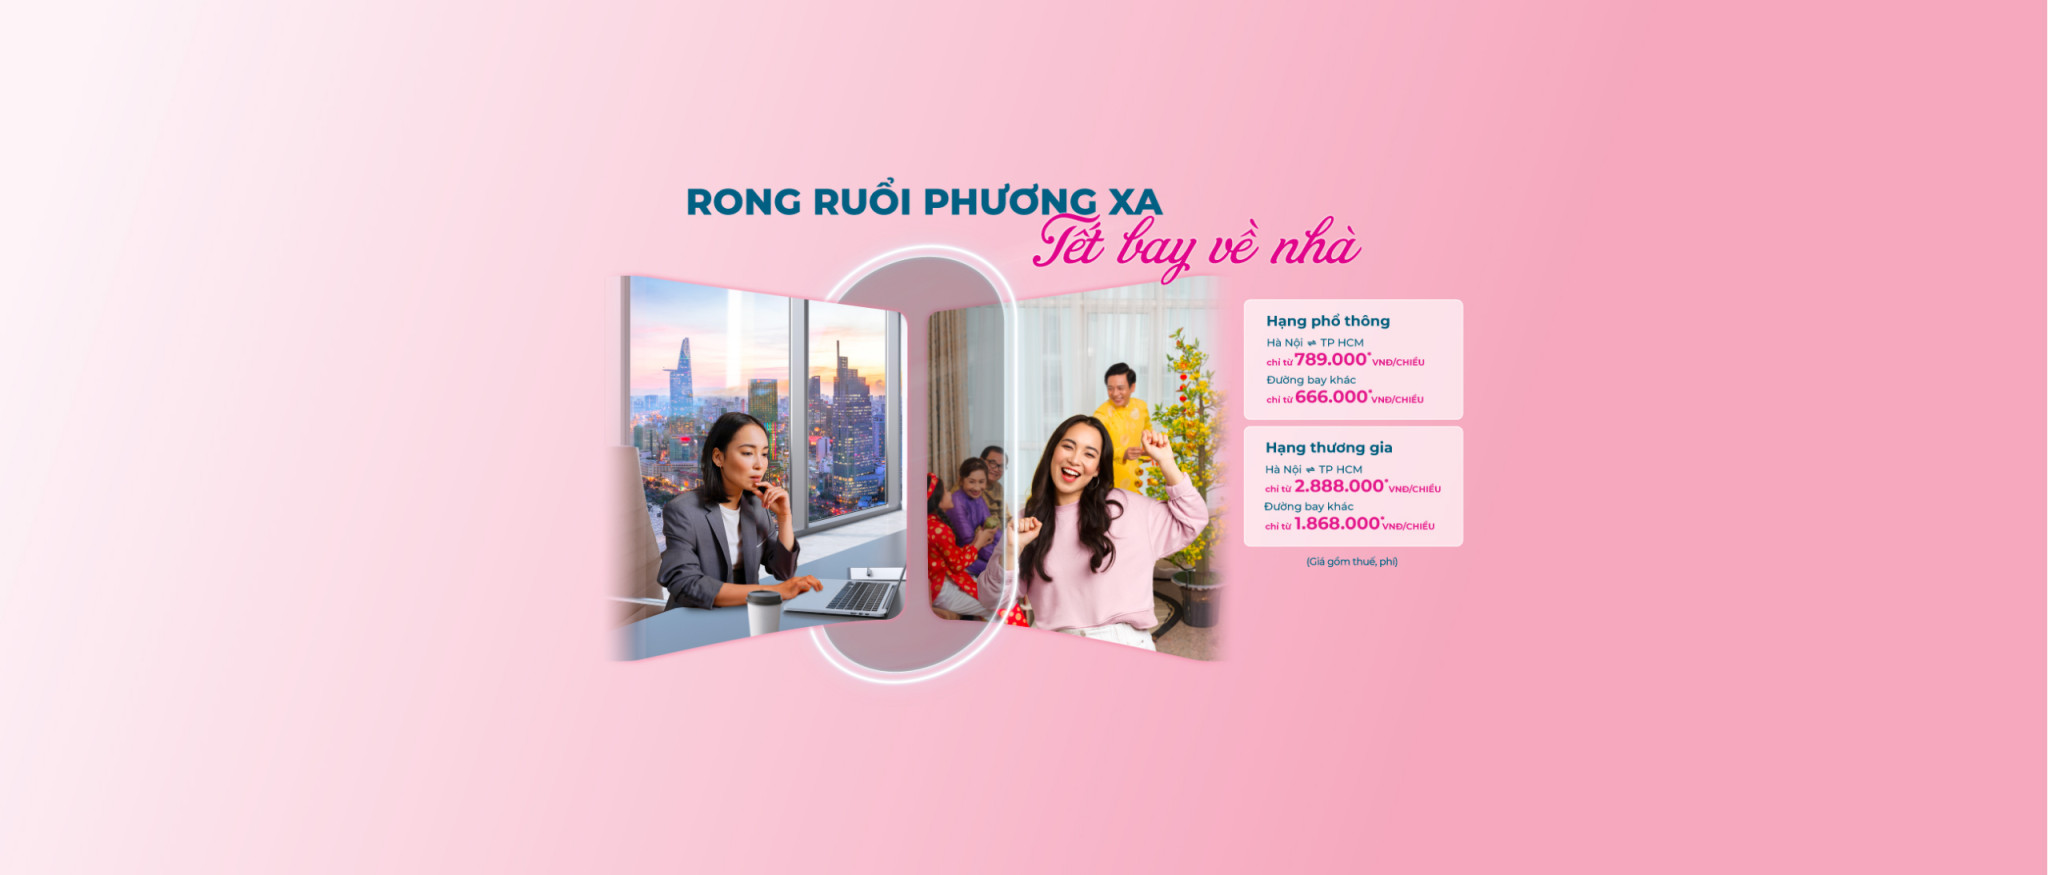 RONG RUỔI PHƯƠNG XA
Tết bay về nhà
Hạng phổ thông
Hà Nội ⇌ TP HCM
chỉ từ 789.000* VNĐ/CHIỀU
Đường bay khác
chỉ từ 666.000* VNĐ/CHIỀU
Hạng thương gia
Hà Nội ⇌ TP HCM
chỉ từ 2.888.000* VNĐ/CHIỀU
Đường bay khác
chỉ từ 1.868.000* VNĐ/CHIỀU
(Giá gồm thuế, phí)